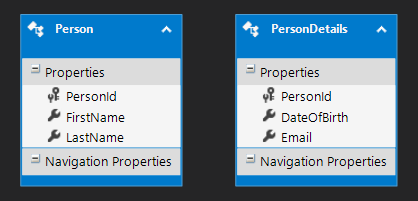 Person
Properties
PersonId
FirstName
LastName
Navigation Properties
PersonDetails
Properties
PersonId
DateOfBirth
Email
Navigation Properties